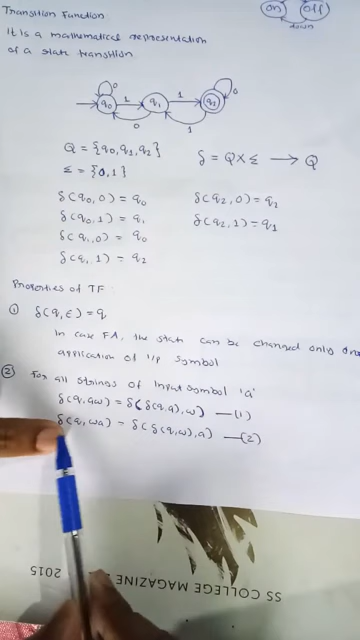 on off
down
Transition Function
It is a mathematical representation
of a state transition
0 0
q0 1 q1 1 q2
0 1
Q = {q0, q1, q2}
δ = Q × Σ → Q
Σ = {0, 1}
δ(q0, 0) = q0
δ(q2, 0) = q2
δ(q0, 1) = q1
δ(q2, 1) = q1
δ(q1, 0) = q0
δ(q1, 1) = q2
Properties of TF:
① δ(q, ε) = q
In case FA, the state can be changed only
application of i/p symbol
② For all strings of input symbol 'a'
δ(q, aw) = δ(δ(q, a), w) — (1)
δ(q, wa) = δ(δ(q, w), a) — (2)
SS COLLEGE MAGAZINE 2015